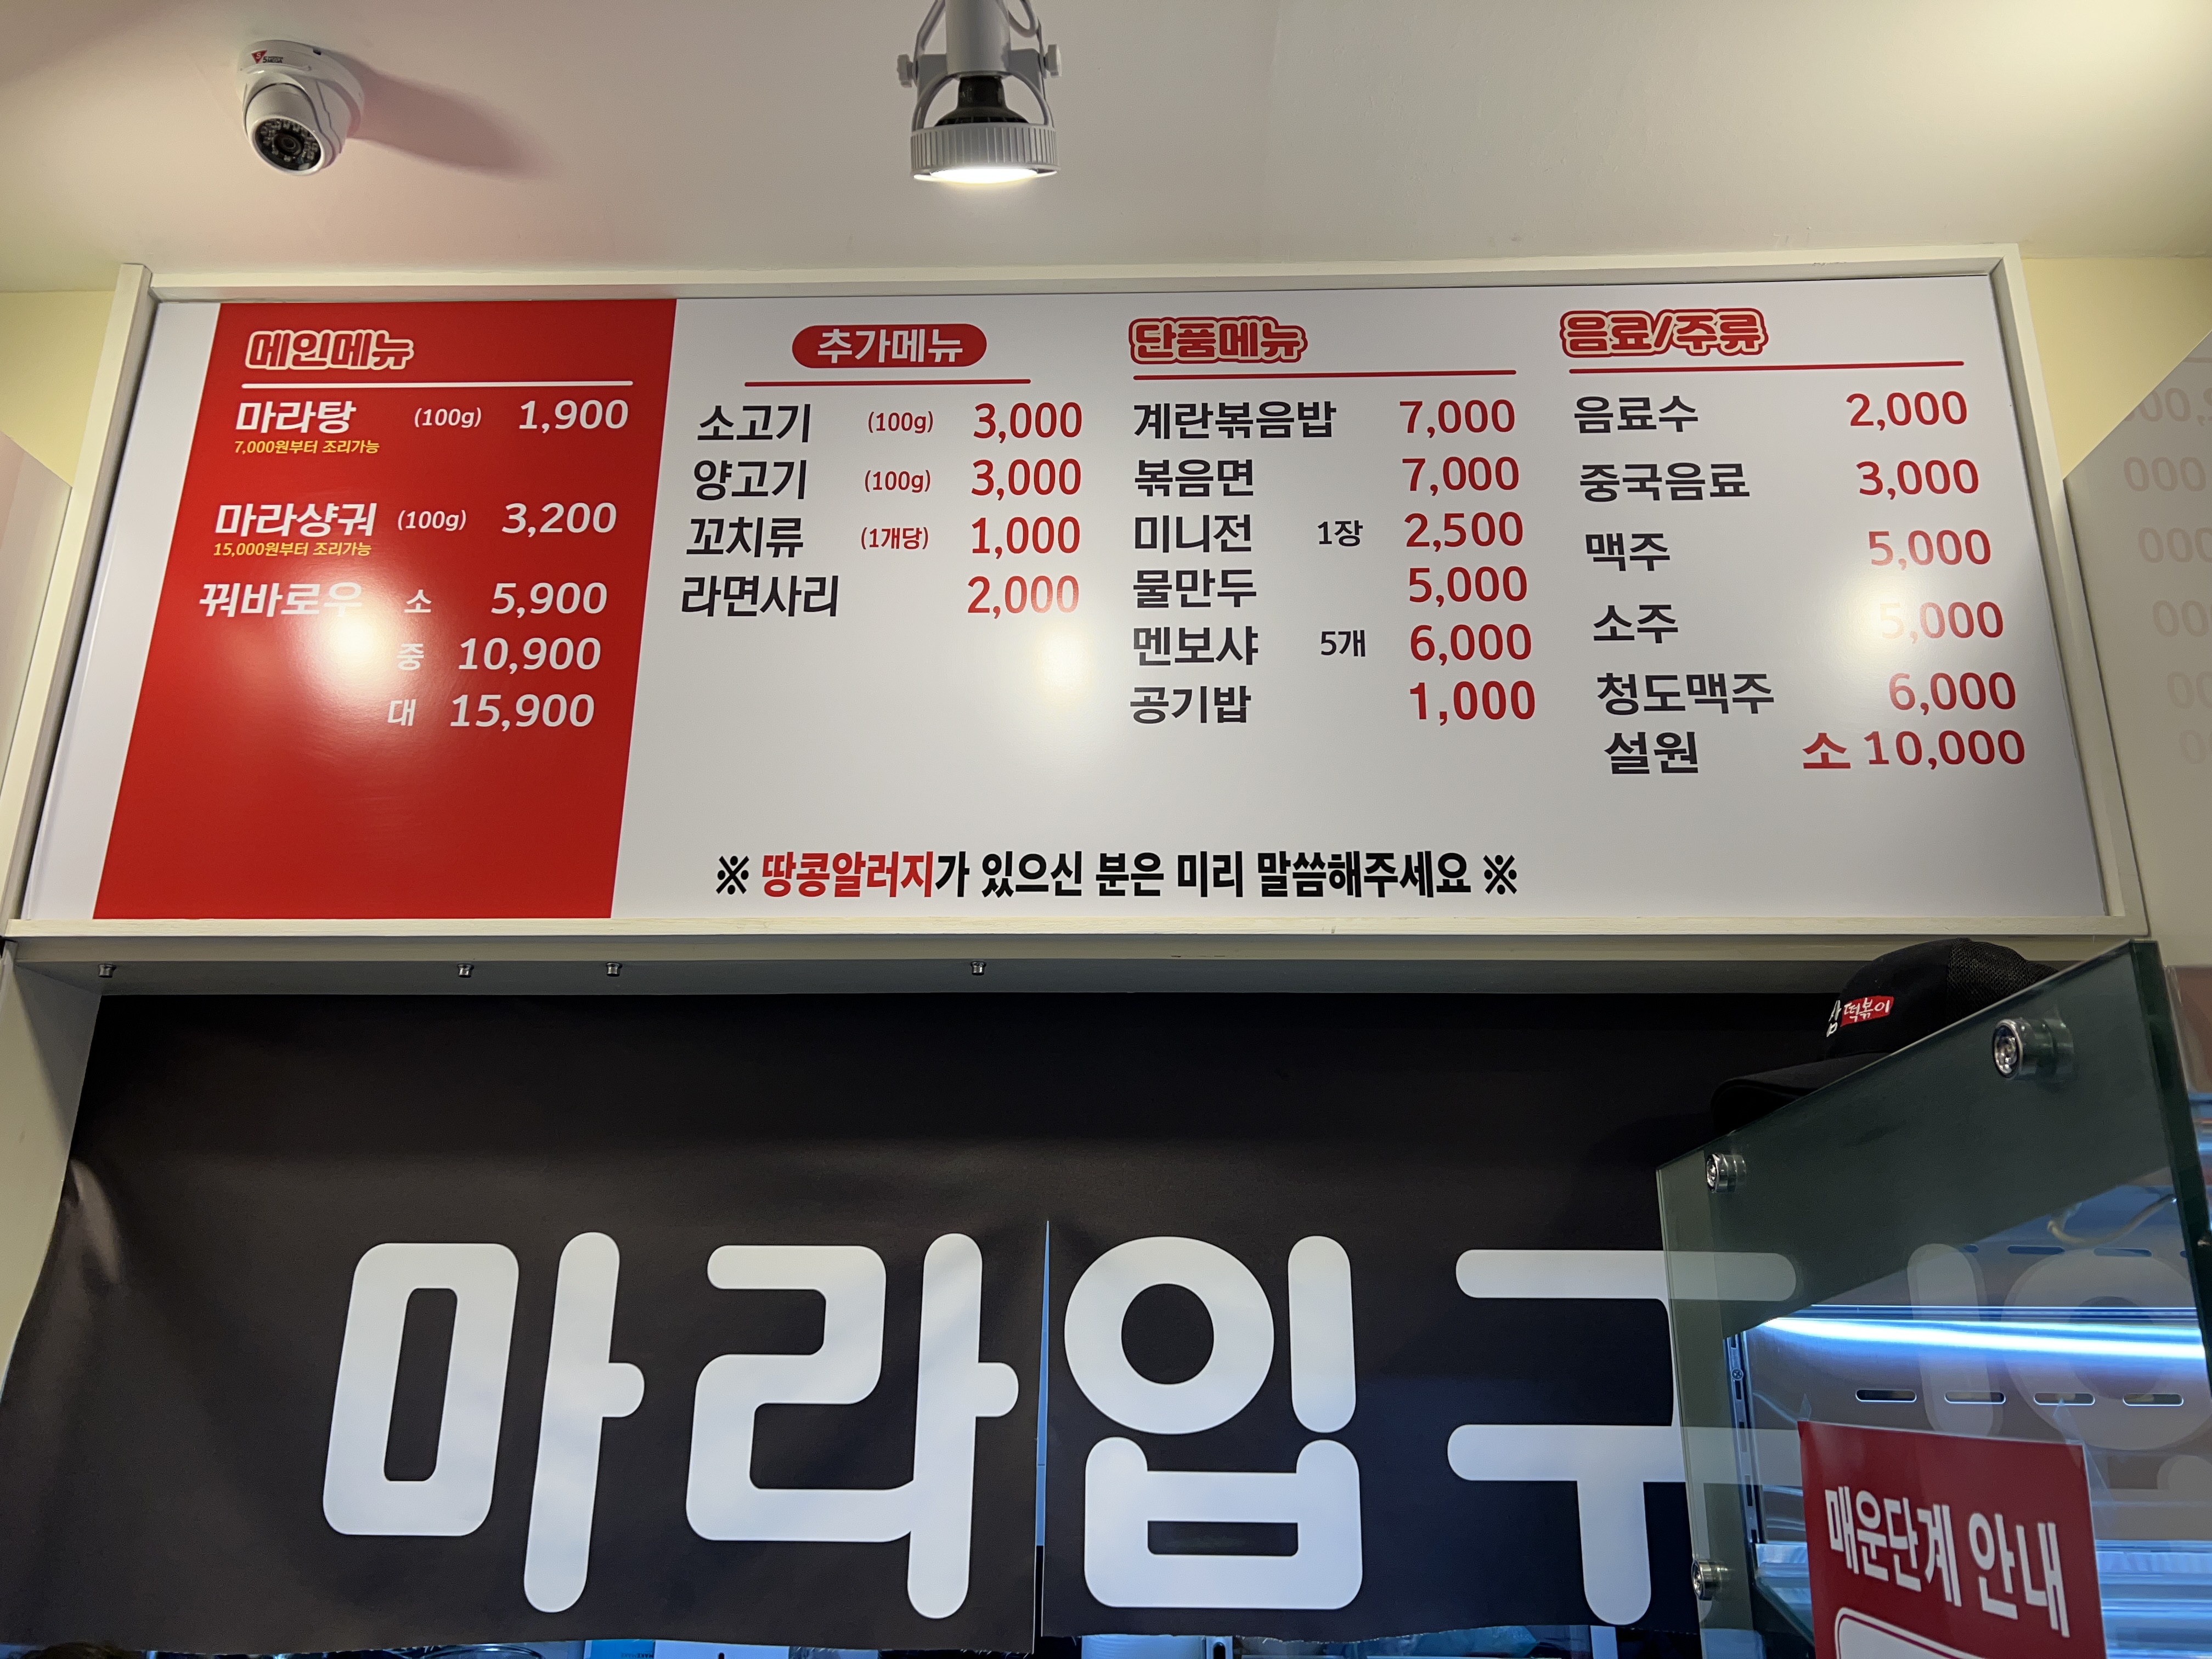 메인메뉴
마라탕 (100g) 1,900
7,000원부터 조리가능
마라샹궈 (100g) 3,200
15,000원부터 조리가능
꿔바로우 소 5,900
중 10,900
대 15,900
추가메뉴
소고기 (100g) 3,000
양고기 (100g) 3,000
꼬치류 (1개당) 1,000
라면사리 2,000
단품메뉴
계란볶음밥 7,000
볶음면 7,000
미니전 1장 2,500
물만두 5,000
멘보샤 5개 6,000
공기밥 1,000
음료/주류
음료수 2,000
중국음료 3,000
맥주 5,000
소주 5,000
청도맥주 6,000
설원 소 10,000
※ 땅콩알러지가 있으신 분은 미리 말씀해주세요 ※
떡볶이
마라입구
매운단계 안내